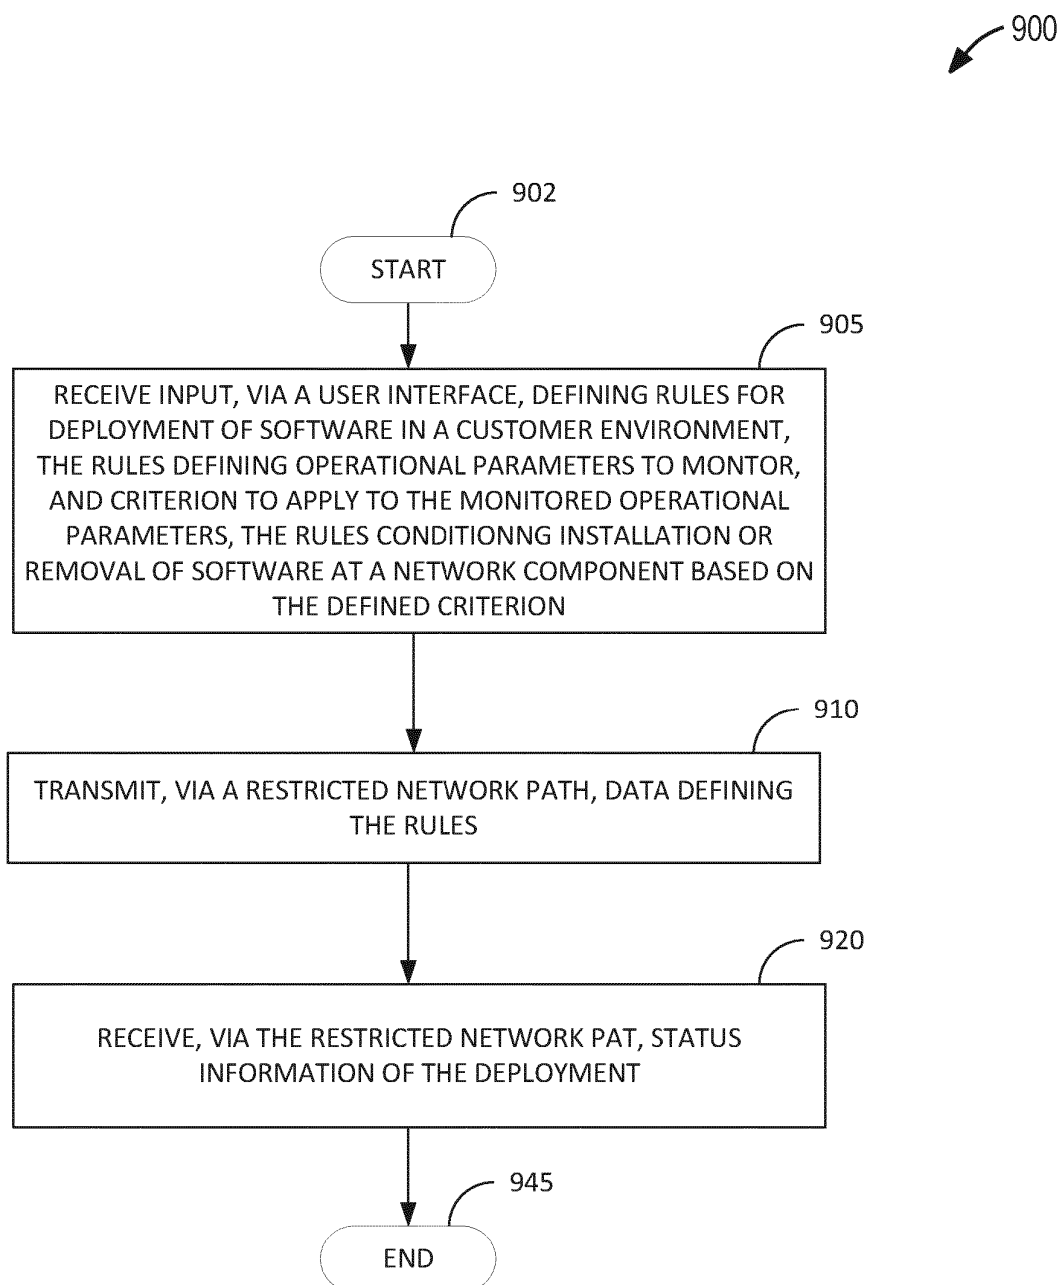 900
902
START
905
RECEIVE INPUT, VIA A USER INTERFACE, DEFINING RULES FOR
DEPLOYMENT OF SOFTWARE IN A CUSTOMER ENVIRONMENT,
THE RULES DEFINING OPERATIONAL PARAMETERS TO MONTOR,
AND CRITERION TO APPLY TO THE MONITORED OPERATIONAL
PARAMETERS, THE RULES CONDITIONNG INSTALLATION OR
REMOVAL OF SOFTWARE AT A NETWORK COMPONENT BASED ON
THE DEFINED CRITERION
910
TRANSMIT, VIA A RESTRICTED NETWORK PATH, DATA DEFINING
THE RULES
920
RECEIVE, VIA THE RESTRICTED NETWORK PAT, STATUS
INFORMATION OF THE DEPLOYMENT
945
END